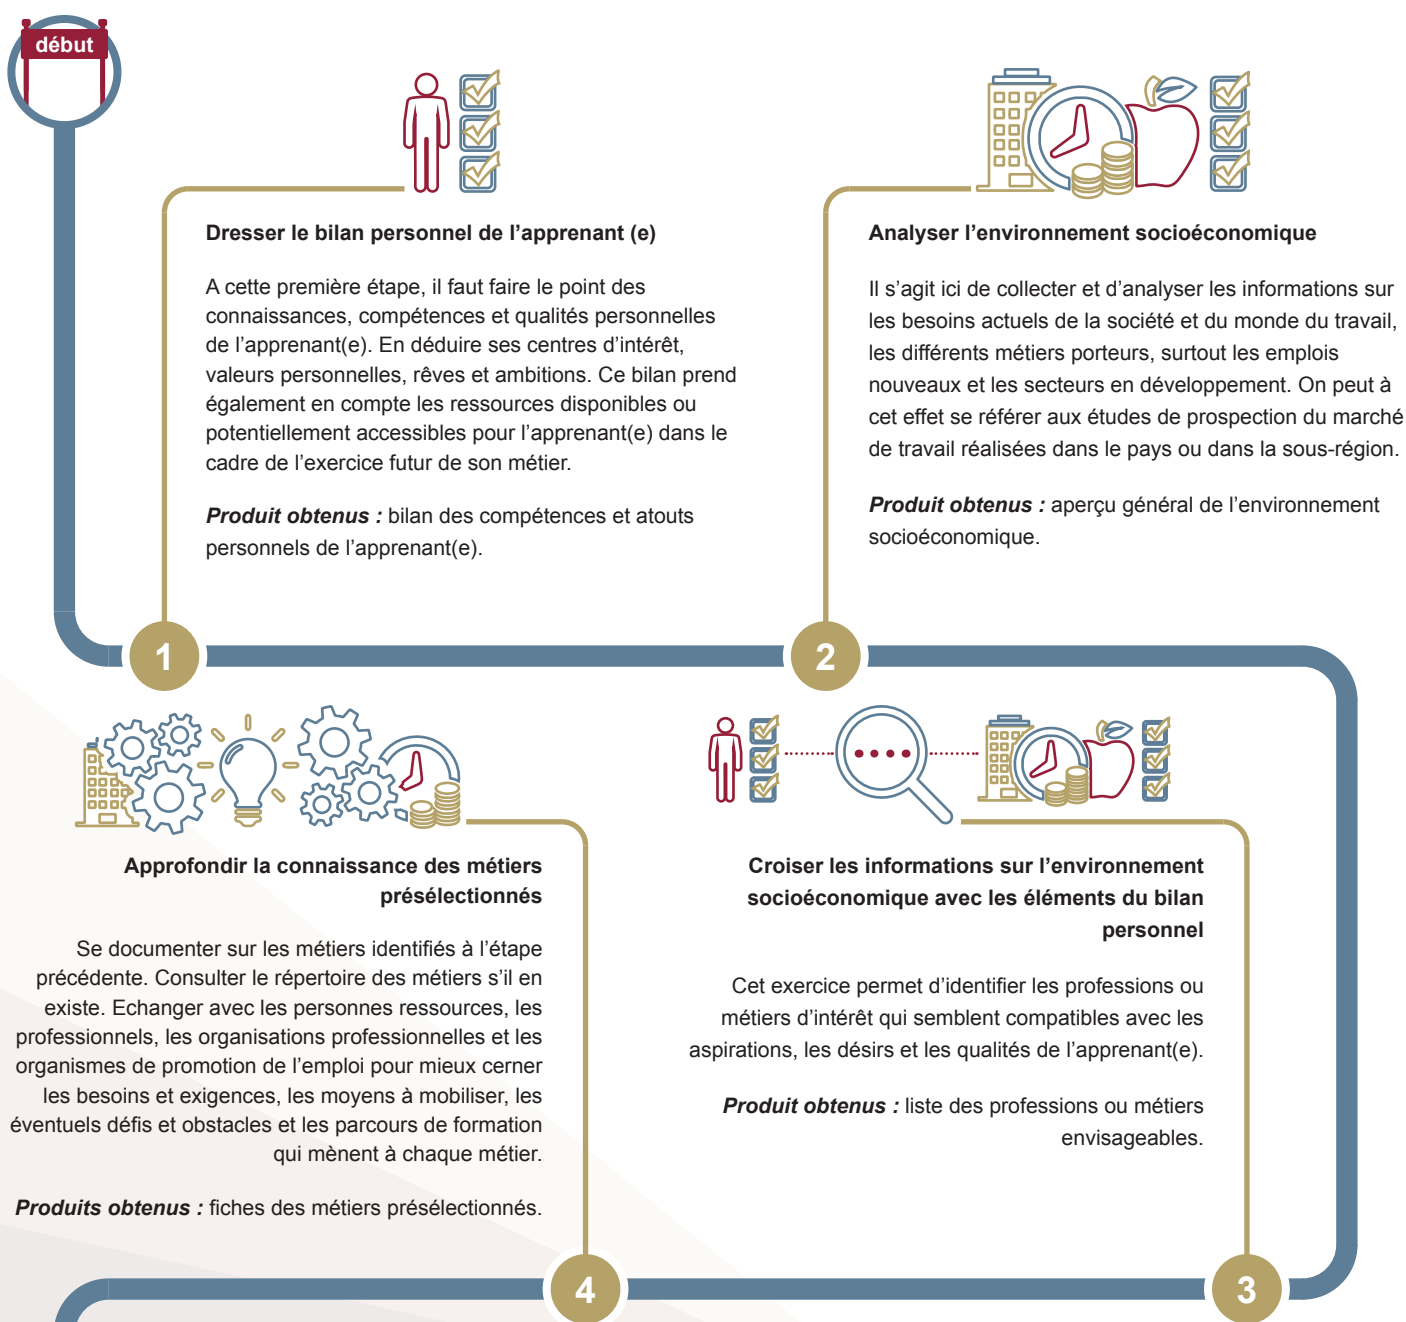 début
Dresser le bilan personnel de l’apprenant (e)
A cette première étape, il faut faire le point des
connaissances, compétences et qualités personnelles
de l’apprenant(e). En déduire ses centres d’intérêt,
valeurs personnelles, rêves et ambitions. Ce bilan prend
également en compte les ressources disponibles ou
potentiellement accessibles pour l’apprenant(e) dans le
cadre de l’exercice futur de son métier.
Produit obtenus : bilan des compétences et atouts
personnels de l’apprenant(e).
1
Analyser l’environnement socioéconomique
Il s’agit ici de collecter et d’analyser les informations sur
les besoins actuels de la société et du monde du travail,
les différents métiers porteurs, surtout les emplois
nouveaux et les secteurs en développement. On peut à
cet effet se référer aux études de prospection du marché
de travail réalisées dans le pays ou dans la sous-région.
Produit obtenus : aperçu général de l’environnement
socioéconomique.
2
Croiser les informations sur l’environnement
socioéconomique avec les éléments du bilan
personnel
Cet exercice permet d’identifier les professions ou
métiers d’intérêt qui semblent compatibles avec les
aspirations, les désirs et les qualités de l’apprenant(e).
Produit obtenus : liste des professions ou métiers
envisageables.
3
Approfondir la connaissance des métiers
présélectionnés
Se documenter sur les métiers identifiés à l’étape
précédente. Consulter le répertoire des métiers s’il en
existe. Echanger avec les personnes ressources, les
professionnels, les organisations professionnelles et les
organismes de promotion de l’emploi pour mieux cerner
les besoins et exigences, les moyens à mobiliser, les
éventuels défis et obstacles et les parcours de formation
qui mènent à chaque métier.
Produits obtenus : fiches des métiers présélectionnés.
4